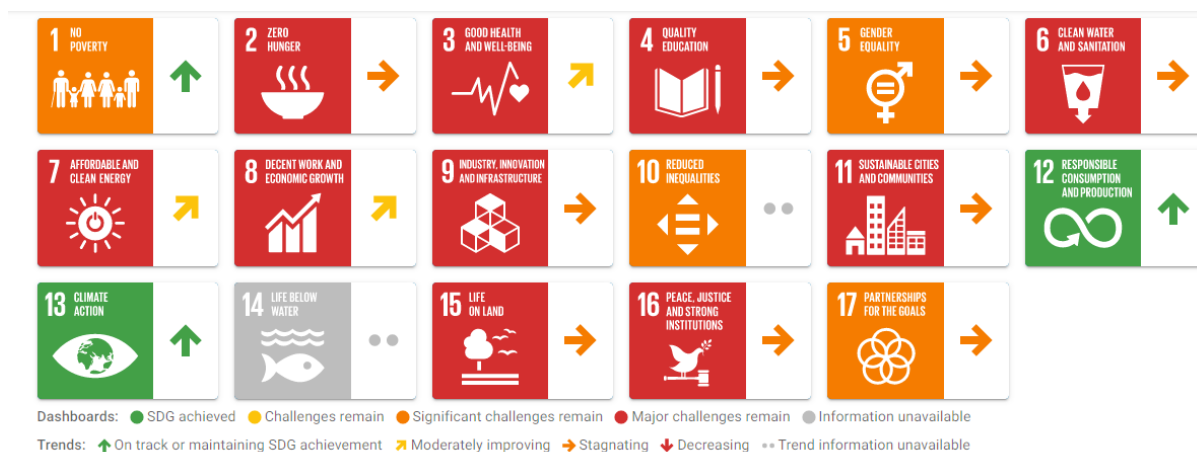 1 NO
POVERTY
2 ZERO
HUNGER
3 GOOD HEALTH
AND WELL-BEING
4 QUALITY
EDUCATION
5 GENDER
EQUALITY
6 CLEAN WATER
AND SANITATION
7 AFFORDABLE AND
CLEAN ENERGY
8 DECENT WORK AND
ECONOMIC GROWTH
9 INDUSTRY, INNOVATION
AND INFRASTRUCTURE
10 REDUCED
INEQUALITIES
11 SUSTAINABLE CITIES
AND COMMUNITIES
12 RESPONSIBLE
CONSUMPTION
AND PRODUCTION
13 CLIMATE
ACTION
14 LIFE BELOW
WATER
15 LIFE
ON LAND
16 PEACE, JUSTICE
AND STRONG
INSTITUTIONS
17 PARTNERSHIPS
FOR THE GOALS
Dashboards: SDG achieved Challenges remain Significant challenges remain Major challenges remain Information unavailable
Trends: On track or maintaining SDG achievement Moderately improving Stagnating Decreasing Trend information unavailable